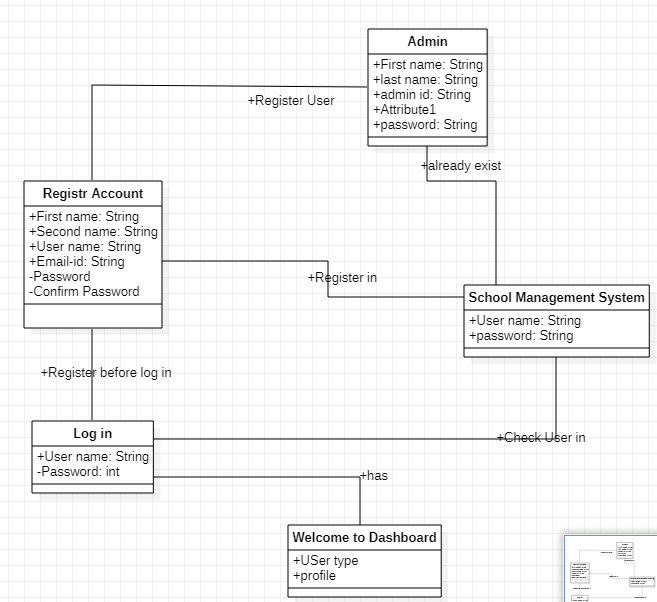 Admin
+First name: String
+last name: String
+admin id: String
+Attribute1
+password: String
+Register User
+already exist
Registr Account
+First name: String
+Second name: String
+User name: String
+Email-id: String
-Password
-Confirm Password
+Register in
School Management System
+User name: String
+password: String
+Register before log in
Log in
+User name: String
-Password: int
+Check User in
+has
Welcome to Dashboard
+USer type
+profile